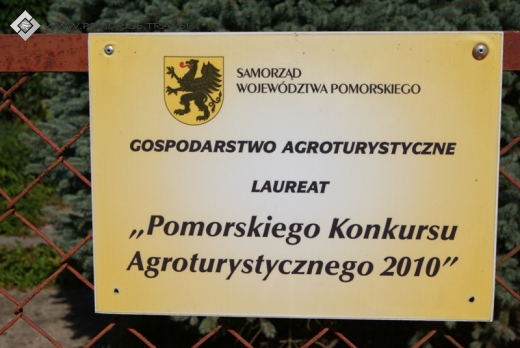 SAMORZĄD
WOJEWÓDZTWA POMORSKIEGO
GOSPODARSTWO AGROTURYSTYCZNE
LAUREAT
„Pomorskiego Konkursu
Agroturystycznego 2010”